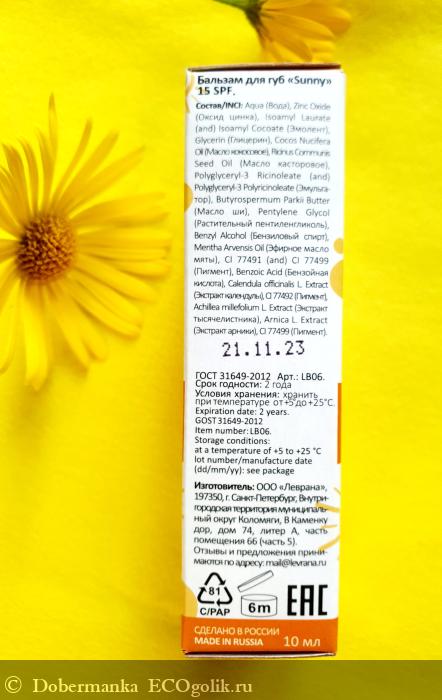 Бальзам для губ «Sunny»
15 SPF.
Состав/INCI: Aqua (Вода), Zinc Oxide
(Оксид цинка), Isoamyl Laurate
(and) Isoamyl Cocoate (Эмолент),
Glycerin (Глицерин), Cocos Nucifera
Oil (Масло кокосовое), Ricinus Communis
Seed Oil (Масло касторовое),
Polyglyceryl-3 Ricinoleate (and)
Polyglyceryl-3 Polyricinoleate (Эмульга-
тор), Butyrospermum Parkii Butter
(Масло ши), Pentylene Glycol
(Растительный пентиленгликоль),
Benzyl Alcohol (Бензиловый спирт),
Mentha Arvensis Oil (Эфирное масло
мяты), CI 77491 (and) CI 77499
(Пигмент), Benzoic Acid (Бензойная
кислота), Calendula officinalis L. Extract
(Экстракт календулы), CI 77492 (Пигмент),
Achillea millefolium L. Extract (Экстракт
тысячелистника), Arnica L. Extract
(Экстракт арники), CI 77499 (Пигмент).
21.11.23
ГОСТ 31649-2012 Арт.: LB06.
Срок годности: 2 года
Условия хранения: хранить
при температуре от +5 до +25°C.
Expiration date: 2 years.
GOST 31649-2012
Item number: LB06.
Storage conditions:
at a temperature of +5 to +25 °C
lot number/manufacture date
(dd/mm/yy): see package
Изготовитель: ООО «Леврана»,
197350, г. Санкт-Петербург, Внутри-
городская территория муниципаль-
ный округ Коломяги, В Каменку
дор, дом 74, литер А, часть
помещения 66 (часть 5).
Отзывы и предложения прини-
маются по адресу: mail@levrana.ru
81
C/PAP
6m
EAC
СДЕЛАНО В РОССИИ
MADE IN RUSSIA
10 мл
© Dobermanka ECOgolik.ru